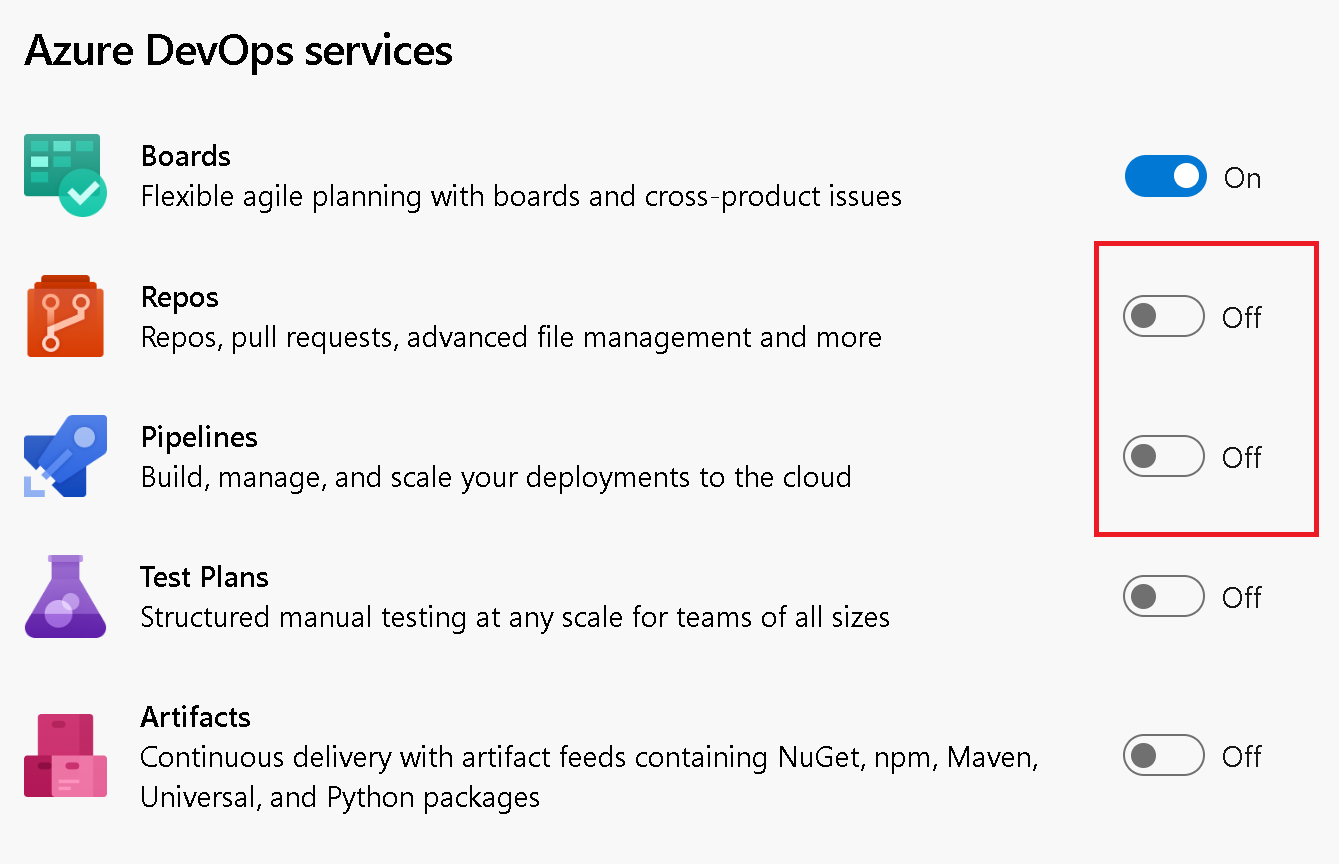 Azure DevOps services
Boards
Flexible agile planning with boards and cross-product issues
On
Repos
Repos, pull requests, advanced file management and more
Off
Pipelines
Build, manage, and scale your deployments to the cloud
Off
Test Plans
Structured manual testing at any scale for teams of all sizes
Off
Artifacts
Continuous delivery with artifact feeds containing NuGet, npm, Maven,
Universal, and Python packages
Off